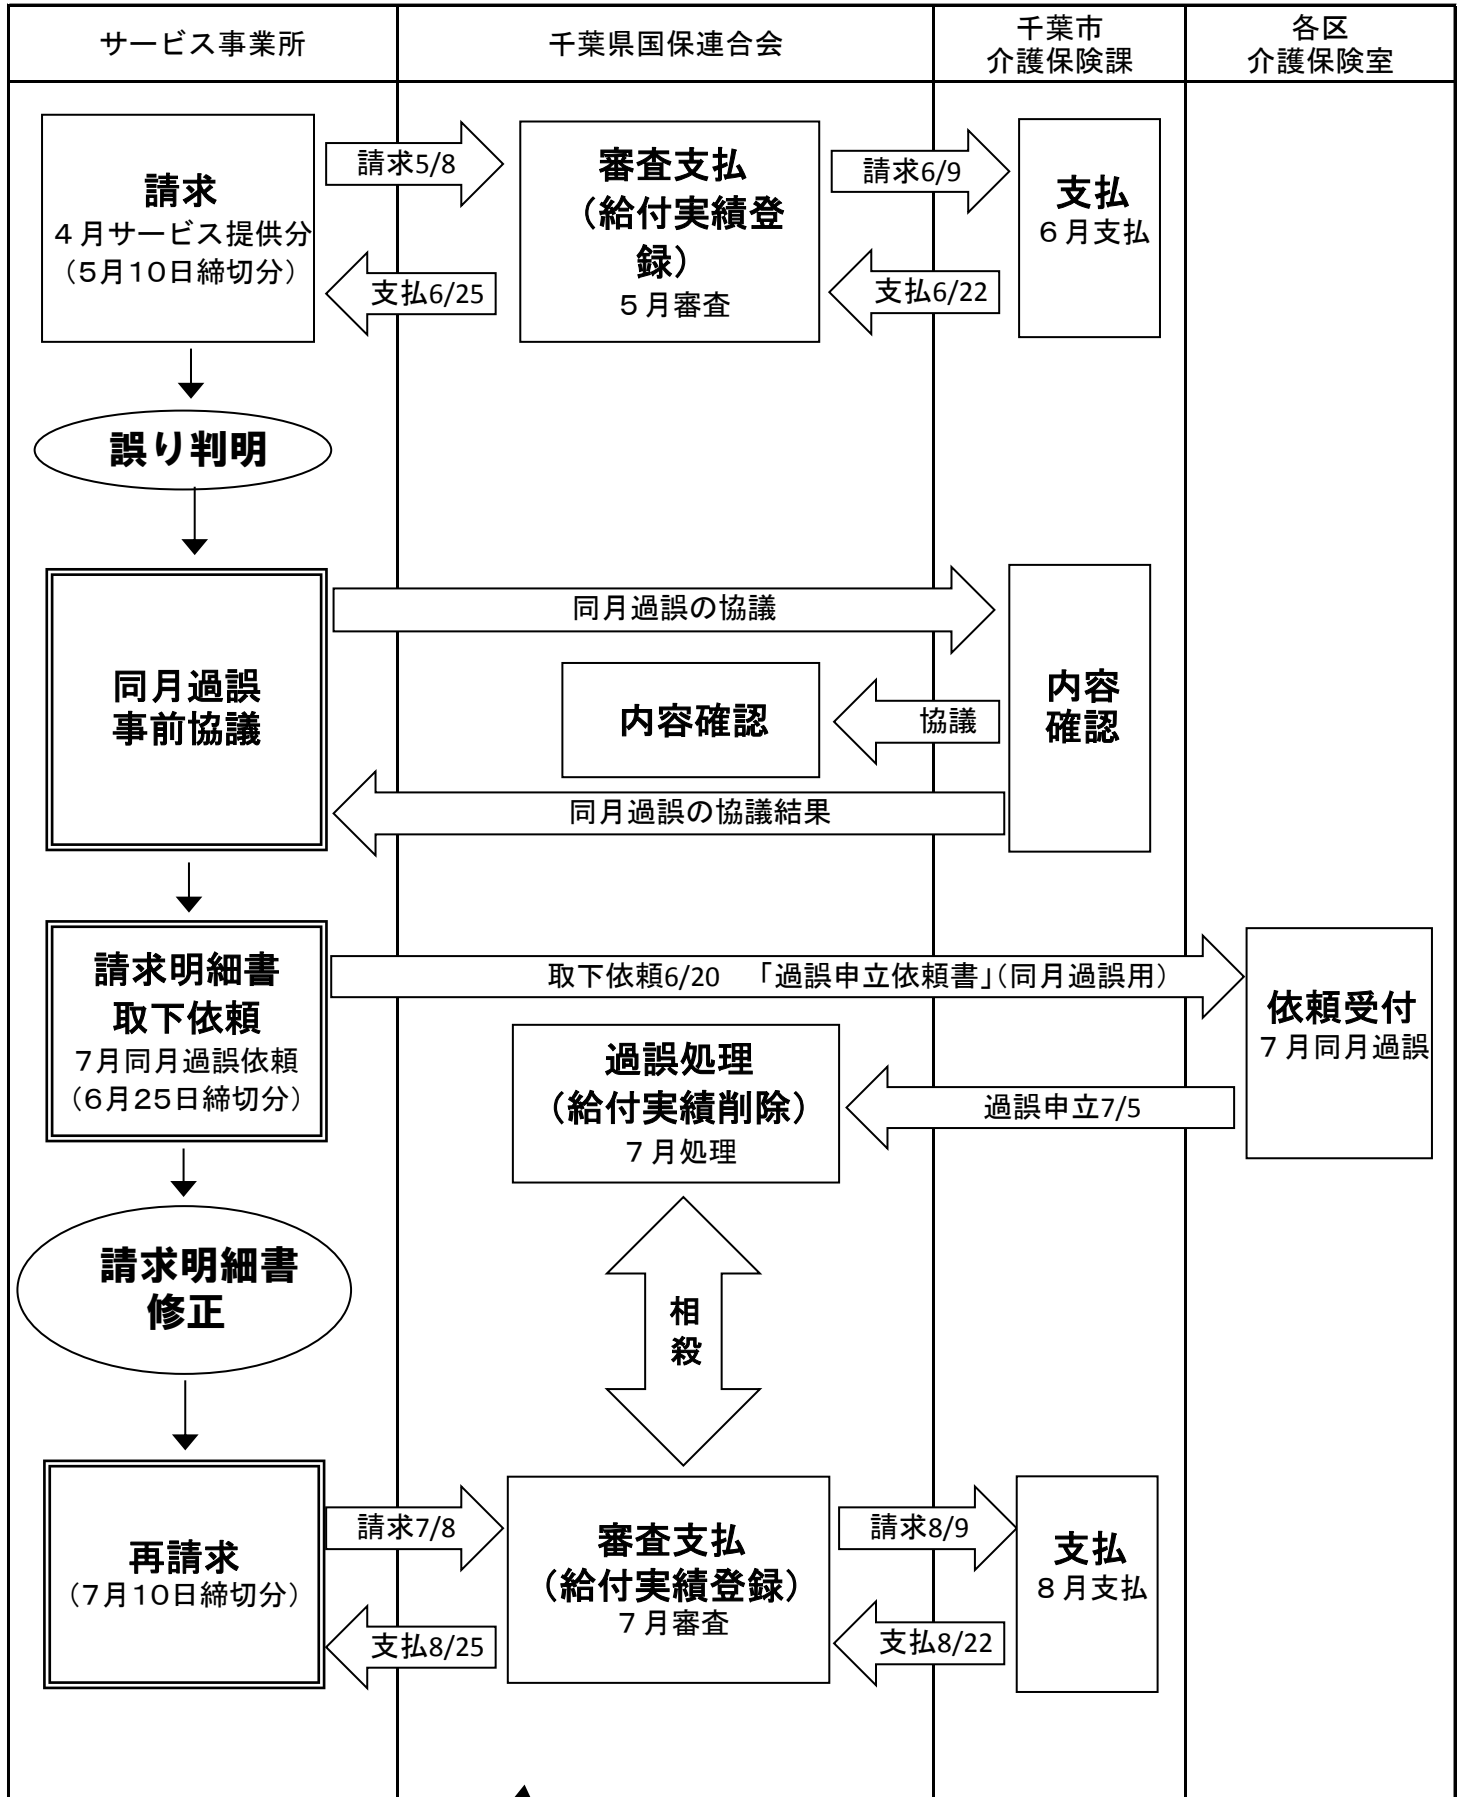 サービス事業所
千葉県国保連合会
千葉市
介護保険課
各区
介護保険室
請求
４月サービス提供分
（5月10日締切分）
請求5/8
審査支払
（給付実績登
録）
５月審査
請求6/9
支払
６月支払
支払6/25
支払6/22
誤り判明
同月過誤
事前協議
同月過誤の協議
内容確認
協議
内容
確認
同月過誤の協議結果
請求明細書
取下依頼
7月同月過誤依頼
（6月25日締切分）
取下依頼6/20　「過誤申立依頼書」（同月過誤用）
依頼受付
７月同月過誤
過誤処理
（給付実績削除）
７月処理
過誤申立7/5
請求明細書
修正
相
殺
再請求
（7月10日締切分）
請求7/8
審査支払
（給付実績登録）
７月審査
請求8/9
支払
８月支払
支払8/25
支払8/22